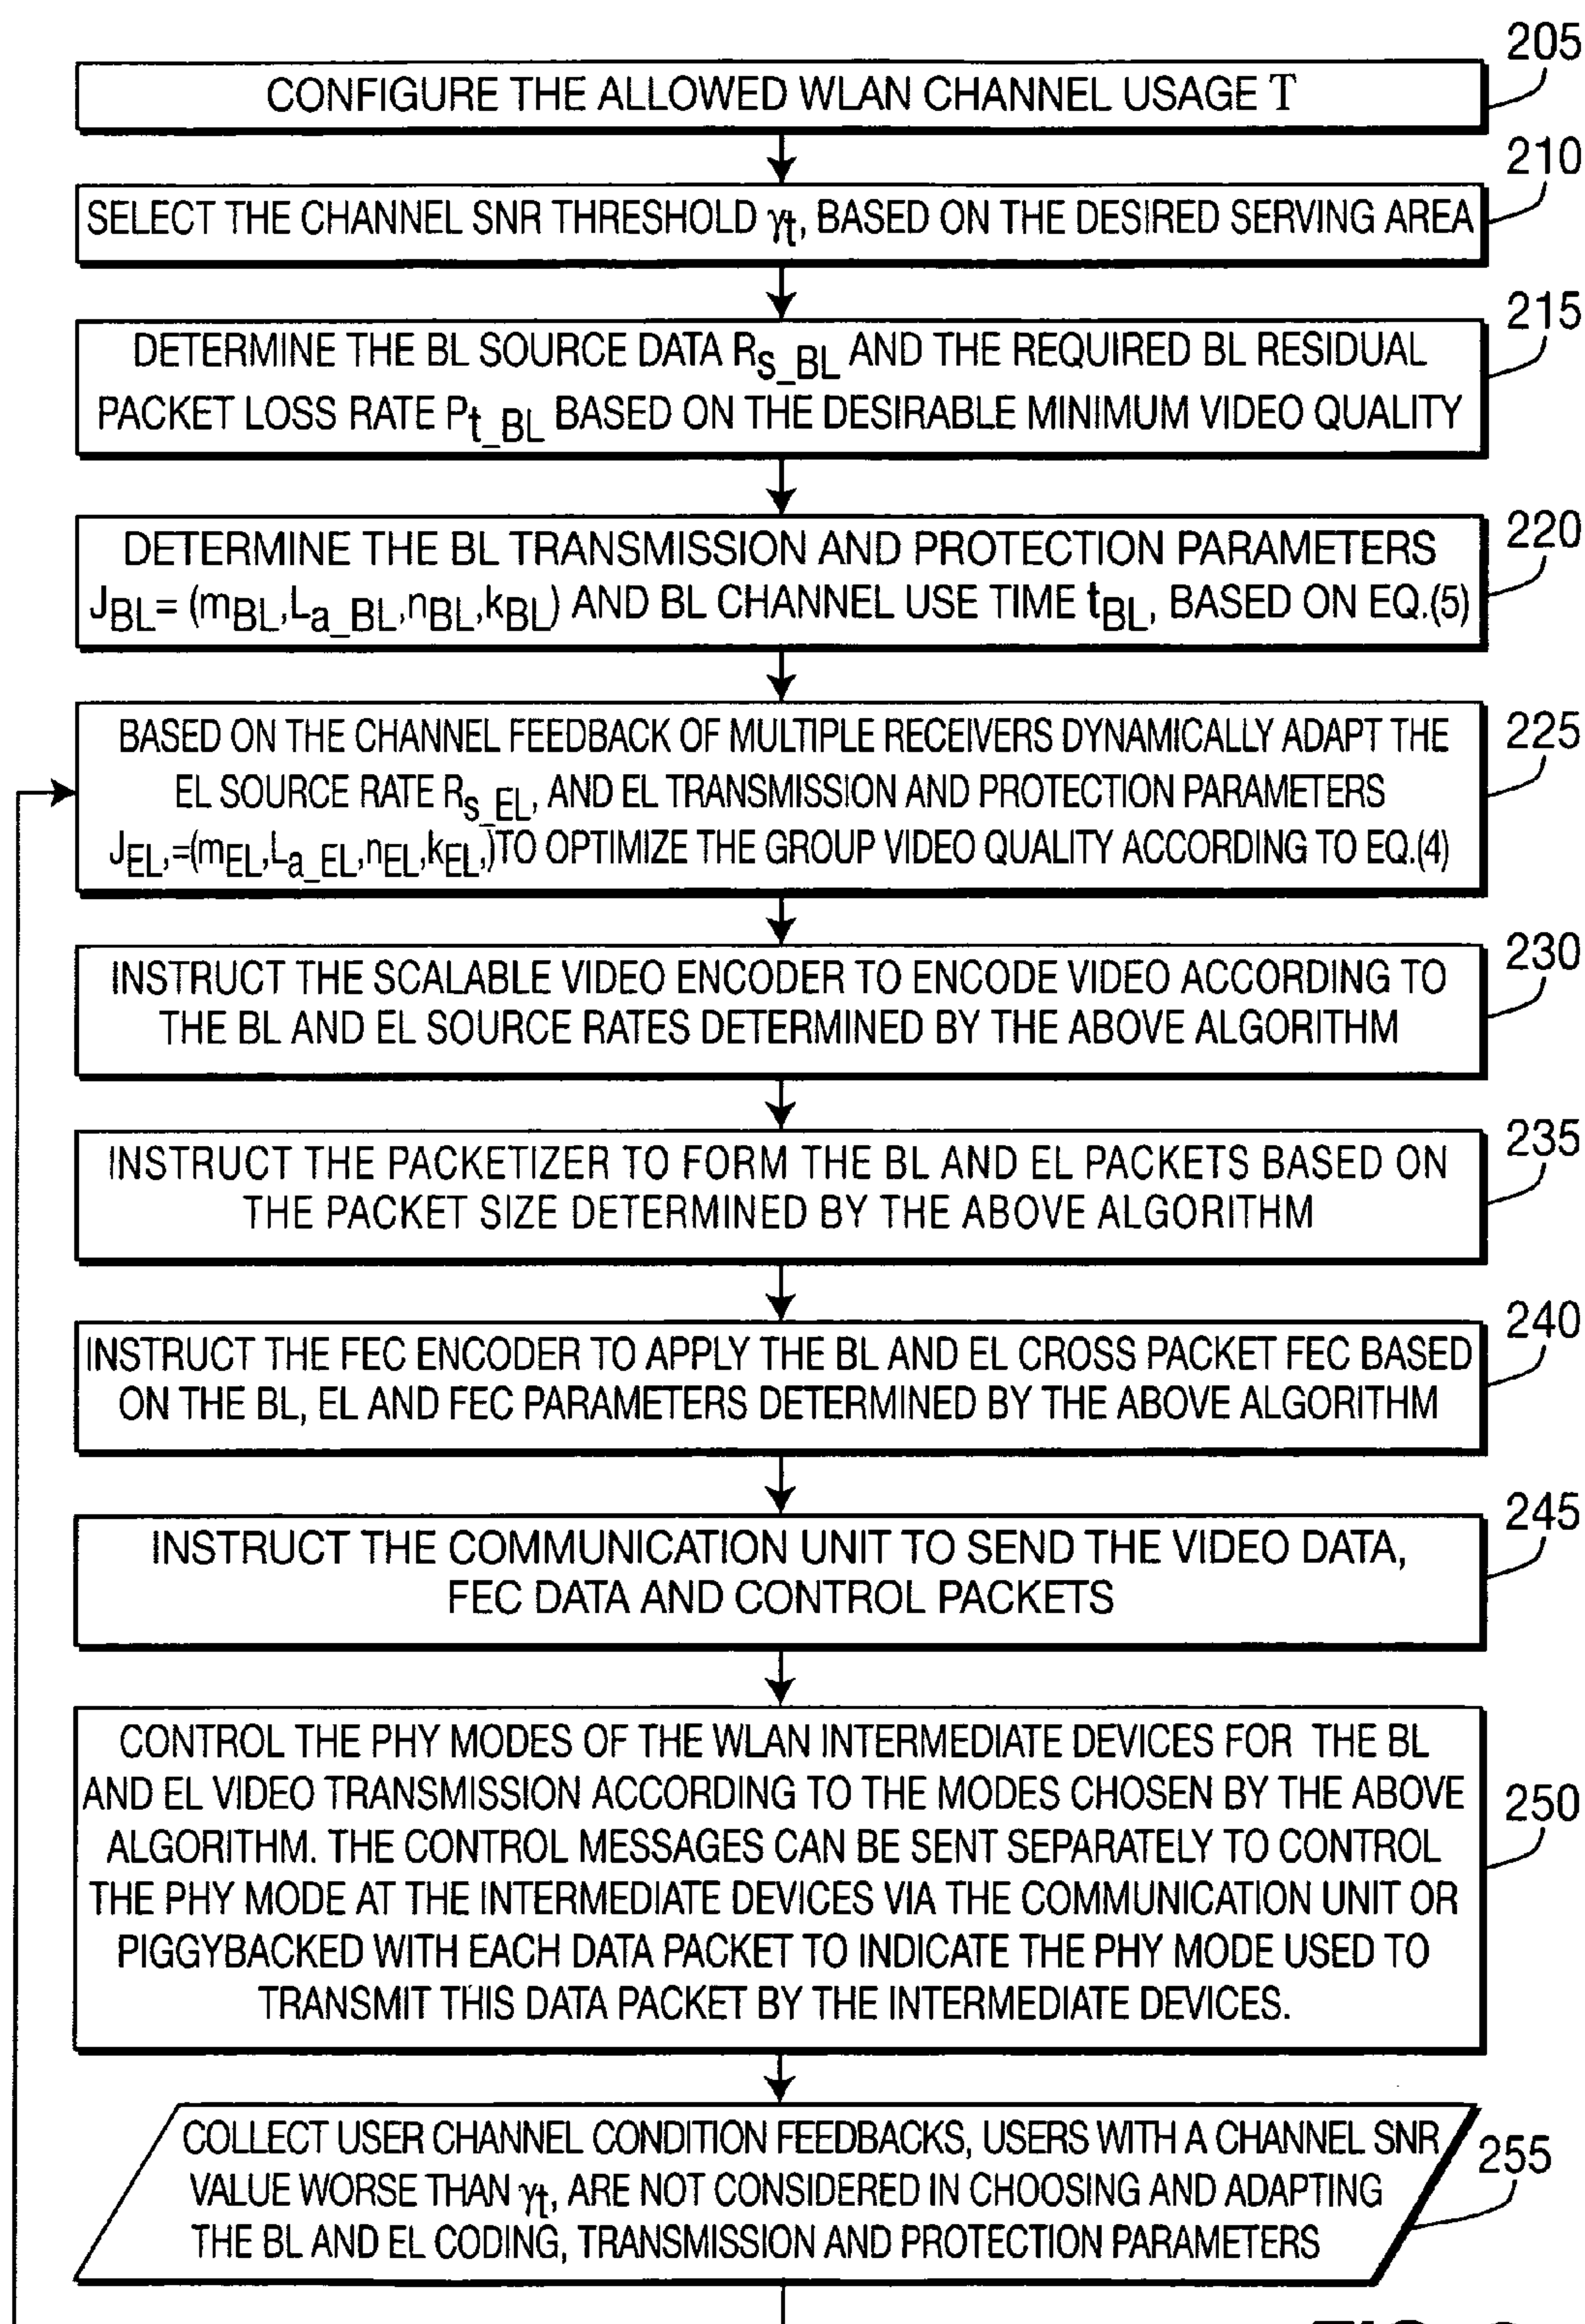 205
CONFIGURE THE ALLOWED WLAN CHANNEL USAGE T
210
SELECT THE CHANNEL SNR THRESHOLD γt, BASED ON THE DESIRED SERVING AREA
215
DETERMINE THE BL SOURCE DATA Rs_BL AND THE REQUIRED BL RESIDUAL
PACKET LOSS RATE Pt_BL BASED ON THE DESIRABLE MINIMUM VIDEO QUALITY
220
DETERMINE THE BL TRANSMISSION AND PROTECTION PARAMETERS
JBL= (mBL,La_BL,nBL,kBL) AND BL CHANNEL USE TIME tBL, BASED ON EQ.(5)
225
BASED ON THE CHANNEL FEEDBACK OF MULTIPLE RECEIVERS DYNAMICALLY ADAPT THE
EL SOURCE RATE Rs_EL, AND EL TRANSMISSION AND PROTECTION PARAMETERS
JEL,=(mEL,La_EL,nEL,kEL,)TO OPTIMIZE THE GROUP VIDEO QUALITY ACCORDING TO EQ.(4)
230
INSTRUCT THE SCALABLE VIDEO ENCODER TO ENCODE VIDEO ACCORDING TO
THE BL AND EL SOURCE RATES DETERMINED BY THE ABOVE ALGORITHM
235
INSTRUCT THE PACKETIZER TO FORM THE BL AND EL PACKETS BASED ON
THE PACKET SIZE DETERMINED BY THE ABOVE ALGORITHM
240
INSTRUCT THE FEC ENCODER TO APPLY THE BL AND EL CROSS PACKET FEC BASED
ON THE BL, EL AND FEC PARAMETERS DETERMINED BY THE ABOVE ALGORITHM
245
INSTRUCT THE COMMUNICATION UNIT TO SEND THE VIDEO DATA,
FEC DATA AND CONTROL PACKETS
250
CONTROL THE PHY MODES OF THE WLAN INTERMEDIATE DEVICES FOR THE BL
AND EL VIDEO TRANSMISSION ACCORDING TO THE MODES CHOSEN BY THE ABOVE
ALGORITHM. THE CONTROL MESSAGES CAN BE SENT SEPARATELY TO CONTROL
THE PHY MODE AT THE INTERMEDIATE DEVICES VIA THE COMMUNICATION UNIT OR
PIGGYBACKED WITH EACH DATA PACKET TO INDICATE THE PHY MODE USED TO
TRANSMIT THIS DATA PACKET BY THE INTERMEDIATE DEVICES.
255
COLLECT USER CHANNEL CONDITION FEEDBACKS, USERS WITH A CHANNEL SNR
VALUE WORSE THAN γt, ARE NOT CONSIDERED IN CHOOSING AND ADAPTING
THE BL AND EL CODING, TRANSMISSION AND PROTECTION PARAMETERS